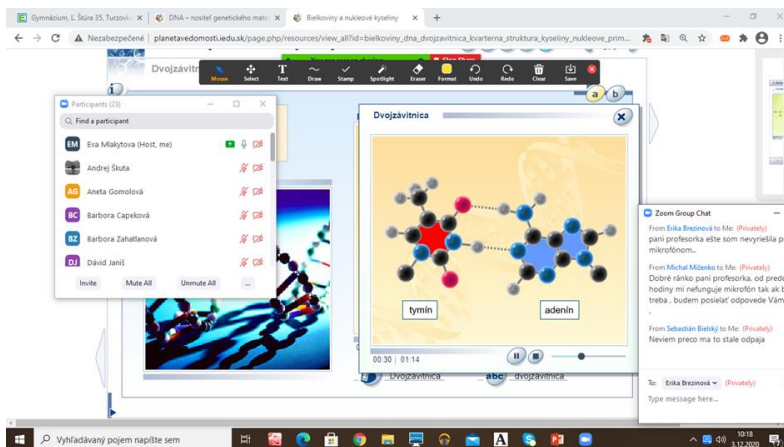 Gymnázium, Ľ. Štúra 35, Turzovka
DNA – nositeľ genetického mate
Bielkoviny a nukleové kyseliny
Nezabezpečené | planetavedomosti.iedu.sk/page.php/resources/view_all?id=bielkoviny_dna_dvojzavitnica_kvarterna_struktura_kyseliny_nukleove_prim...
Dvojzávitn
Mouse
Select
Text
Draw
Stamp
Spotlight
Eraser
Format
Undo
Redo
Clear
Save
a b
Participants (23)
Find a participant
EM Eva Mlakytova (Host, me)
Andrej Škuta
AG Aneta Gomolová
BC Barbora Capeková
BZ Barbora Zahatlanová
DJ Dávid Janiš
Invite
Mute All
Unmute All
...
Dvojzávitnica
tymín
adenín
00:30 | 01:14
Dvojzávitnica
abc dvojzávitnica
Zoom Group Chat
From Erika Brezinová to Me: (Privately)
pani profesorka ešte som nevyriešila
mikrofónom..
From Michal Miženko to Me: (Privately)
Dobré ránko pani profesorka, od
hodiny mi nefunguje mikrofón tak ak
treba . budem posielať odpovede Vám
.
From Sebastián Bielský to Me: (Privately)
Neviem preco ma to stale odpaja
To: Erika Brezinová (Privately)
Type message here...
Vyhľadávaný pojem napíšte sem
10:18
3.12.2020